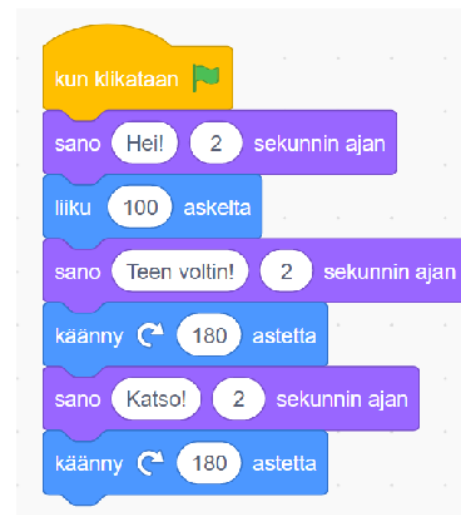 kun klikataan
sano Hei! 2 sekunnin ajan
liiku 100 askelta
sano Teen voltin! 2 sekunnin ajan
käänny 180 astetta
sano Katso! 2 sekunnin ajan
käänny 180 astetta